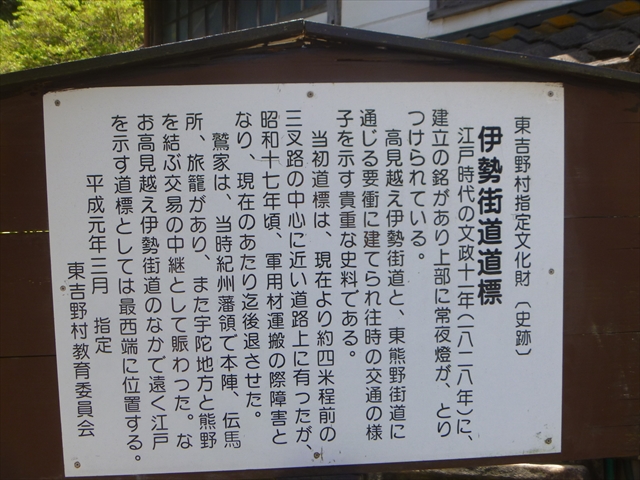 東吉野村指定文化財 〔史跡〕
伊勢街道道標
江戸時代の文政十一年(一八二八年)に、
建立の銘があり上部に常夜燈が、とり
つけられている。
高見越え伊勢街道と、東熊野街道に
通じる要衝に建てられ往時の交通の様
子を示す貴重な史料である。
当初道標は、現在より約四米程前の
三叉路の中心に近い道路上に有ったが、
昭和十七年頃、軍用材運搬の際障害と
なり、現在のあたり迄後退させた。
鷲家は、当時紀州藩領で本陣、伝馬
所、旅籠があり、また宇陀地方と熊野
を結ぶ交易の中継として賑わった。な
お高見越え伊勢街道のなかで遠く江戸
を示す道標としては最西端に位置する。
平成元年三月 指定
東吉野村教育委員会